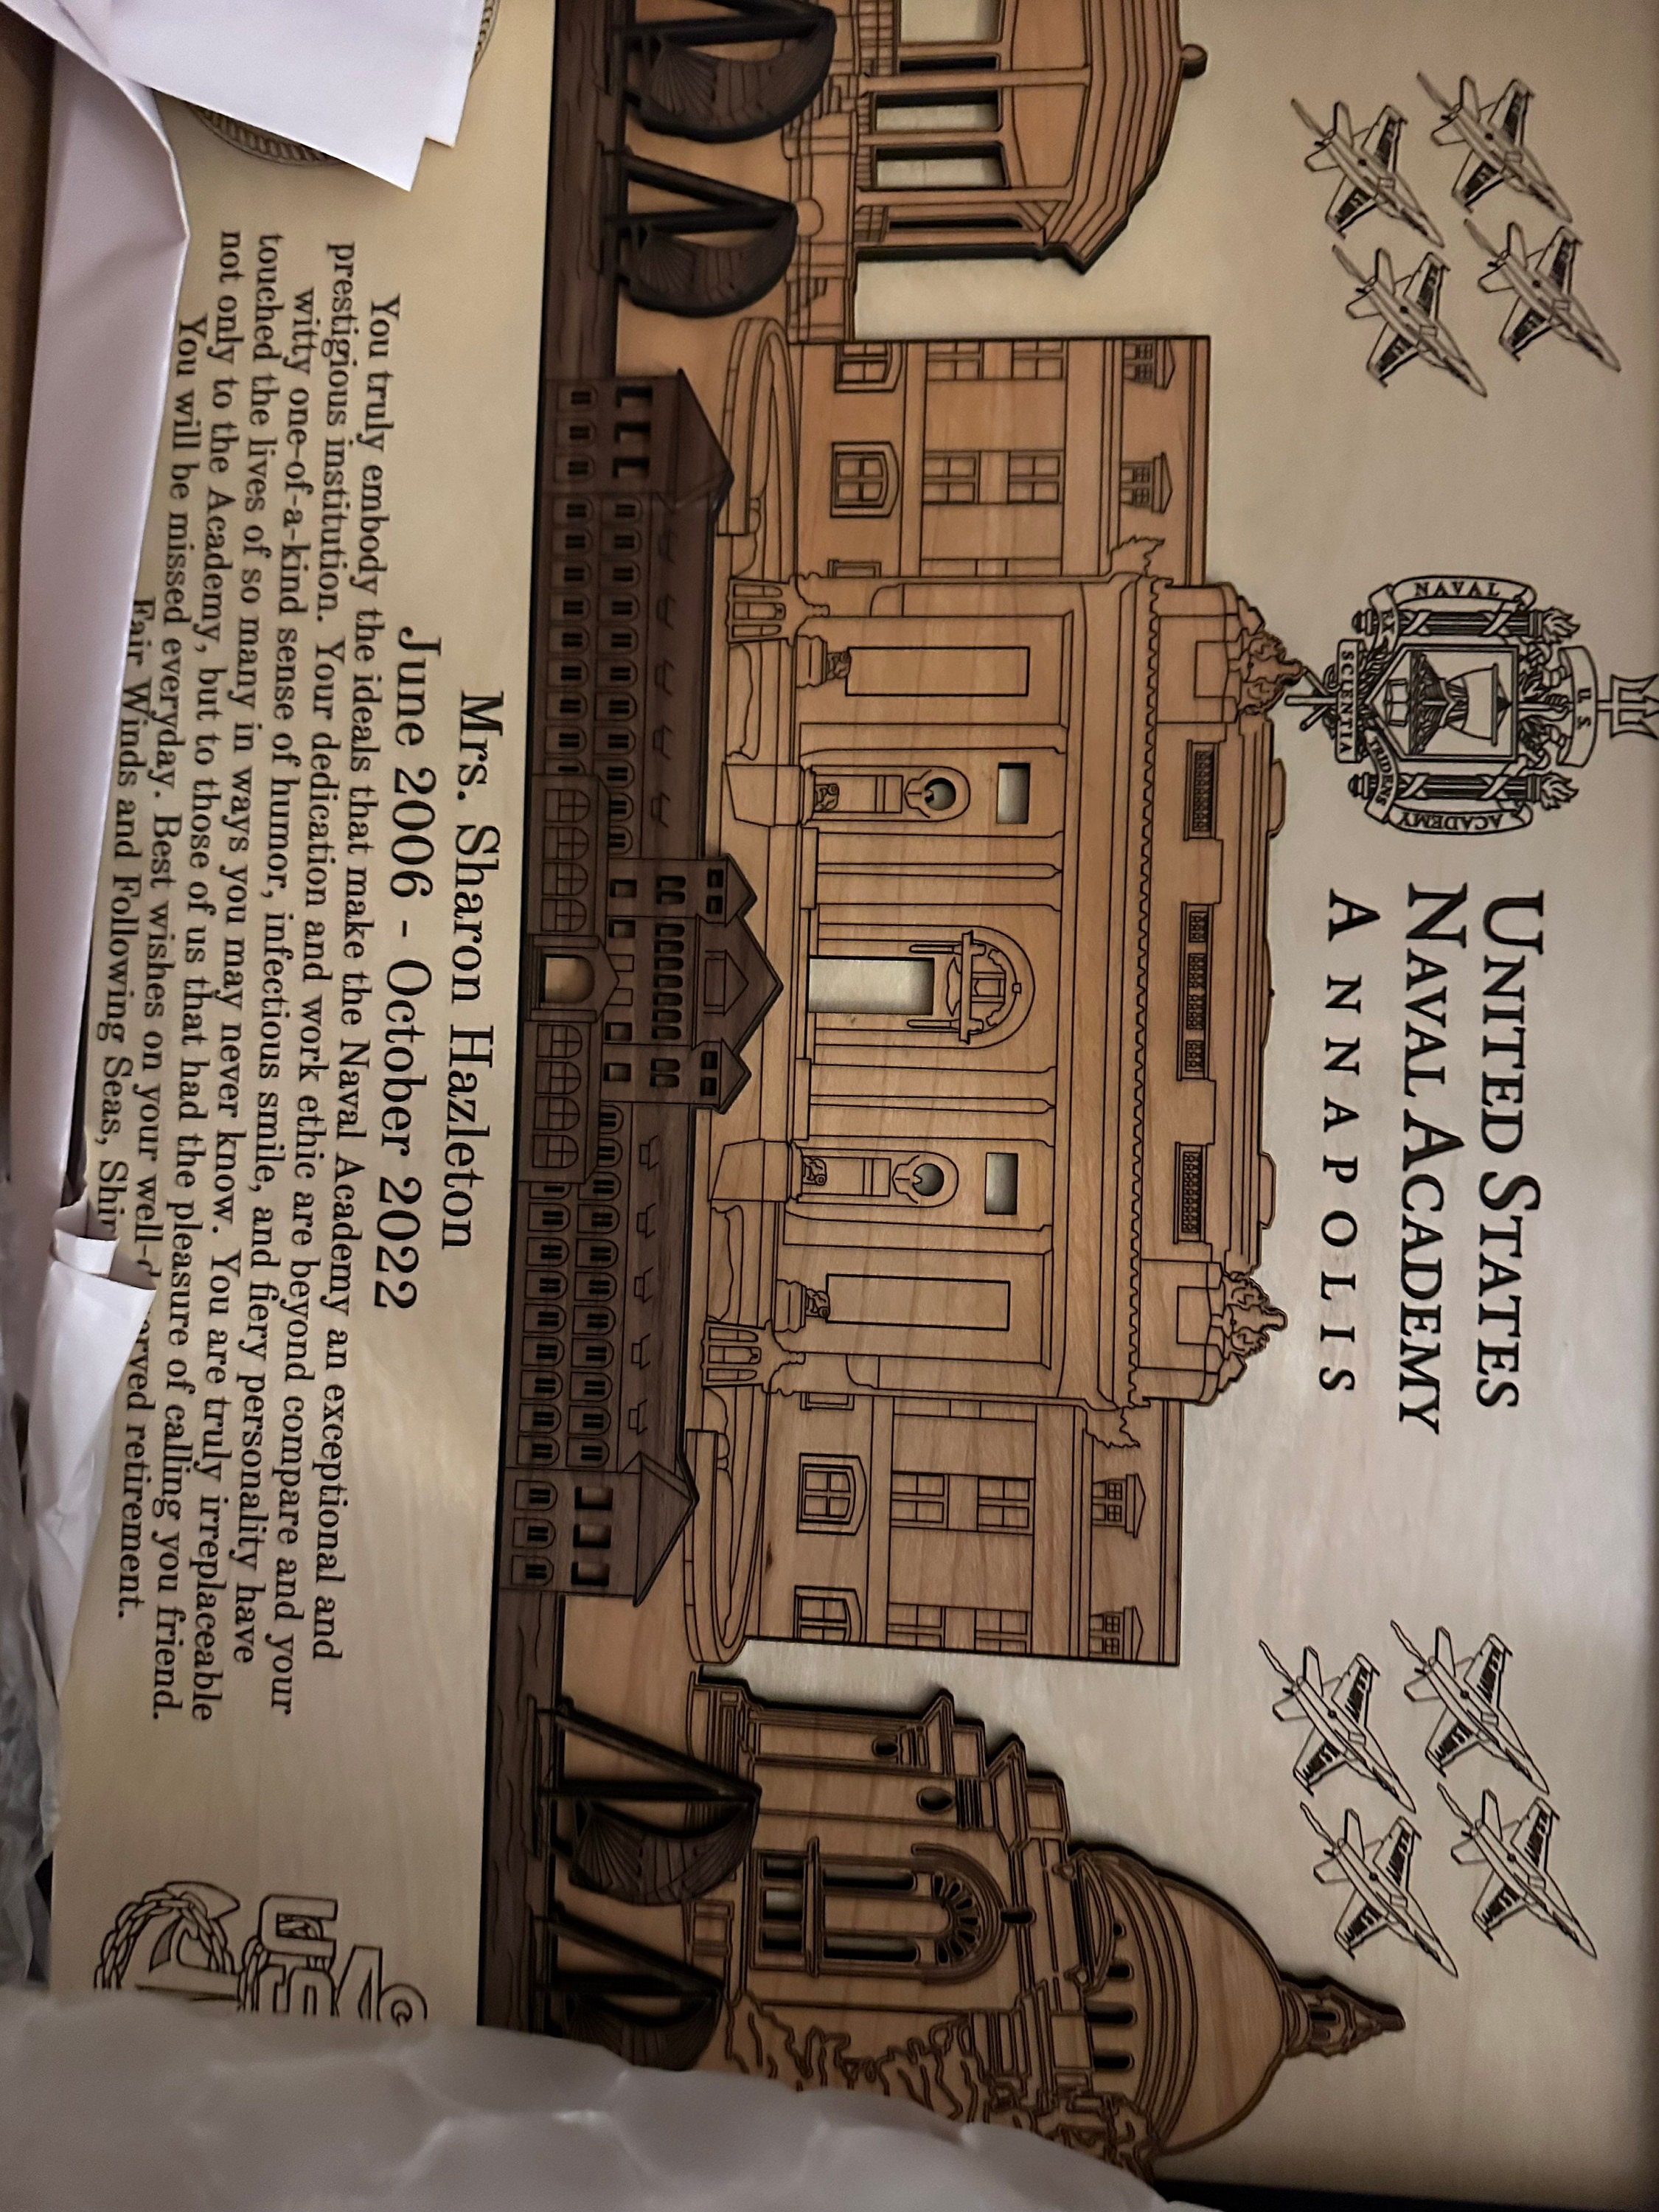 UNITED STATES
NAVAL ACADEMY
ANNAPOLIS
U. S.
NAVAL
ACADEMY
EX
SCIENTIA
TRIDENS
Mrs. Sharon Hazleton
June 2006 - October 2022
You truly embody the ideals that make the Naval Academy an exceptional and
prestigious institution. Your dedication and work ethic are beyond compare and your
witty one-of-a-kind sense of humor, infectious smile, and fiery personality have
touched the lives of so many in ways you may never know. You are truly irreplaceable
not only to the Academy, but to those of us that had the pleasure of calling you friend.
You will be missed everyday. Best wishes on your well- retirement.
Fair Winds and Following Seas,